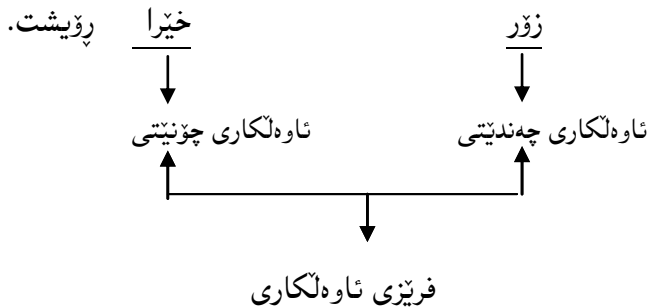 زۆر خێرا ڕۆیشت.
ئاوەڵکاری چەندێتی ئاوەڵکاری چۆنێتی
فرێزی ئاوەڵکاری